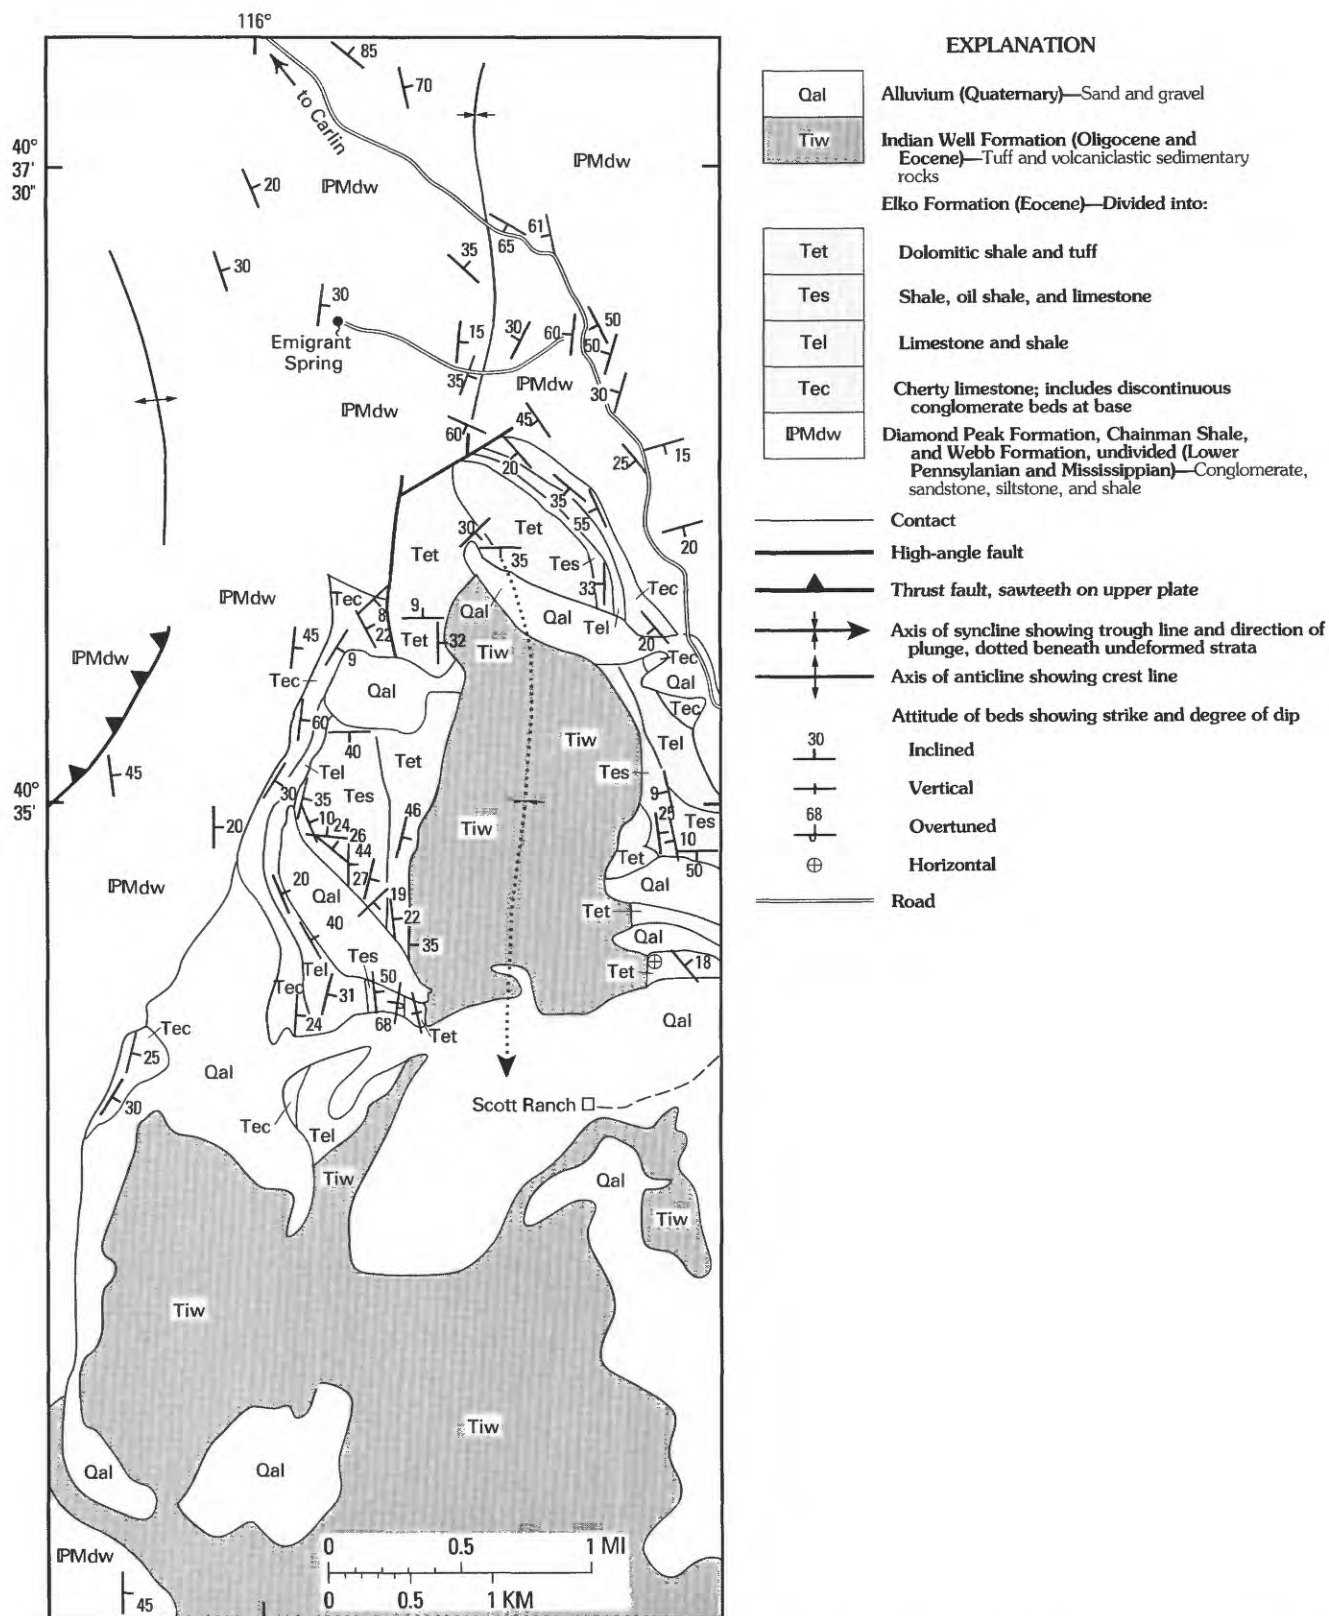 116°
85
70
to Carlin
40°
37'
30"
ℙMdw
20
ℙMdw
61
65
30
35
30
Emigrant
Spring
15
30
60
50
50
35
ℙMdw
30
ℙMdw
60
45
15
25
20
35
55
20
30
Tet
35
Tet
Tes
33
Tec
Qal
Qal
Tel
20
Tec
8
22
9
Tet
32
Tiw
ℙMdw
45
9
ℙMdw
Tec
Qal
Tec
Qal
Tec
60
40
Tet
Tiw
Tel
Tel
Tes
Tes
45
40°
35'
30
35
10
24
26
44
27
46
Tiw
9
25
10
Tes
50
20
Tet
Qal
ℙMdw
20
Qal
19
22
35
40
Tet
Qal
Tes
50
Tel
Tec
31
24
68
Tet
Tet
18
Qal
Tec
25
30
Qal
Scott Ranch
Tec
Tel
Tiw
Qal
Tiw
Tiw
Tiw
Qal
Qal
ℙMdw
45
0 0.5 1 MI
0 0.5 1 KM
EXPLANATION
Qal Alluvium (Quaternary)—Sand and gravel
Tiw Indian Well Formation (Oligocene and
Eocene)—Tuff and volcaniclastic sedimentary
rocks
Elko Formation (Eocene)—Divided into:
Tet Dolomitic shale and tuff
Tes Shale, oil shale, and limestone
Tel Limestone and shale
Tec Cherty limestone; includes discontinuous
conglomerate beds at base
ℙMdw Diamond Peak Formation, Chainman Shale,
and Webb Formation, undivided (Lower
Pennsylvanian and Mississippian)—Conglomerate,
sandstone, siltstone, and shale
Contact
High-angle fault
Thrust fault, sawteeth on upper plate
Axis of syncline showing trough line and direction of
plunge, dotted beneath undeformed strata
Axis of anticline showing crest line
Attitude of beds showing strike and degree of dip
30 Inclined
Vertical
68 Overtuned
Horizontal
Road